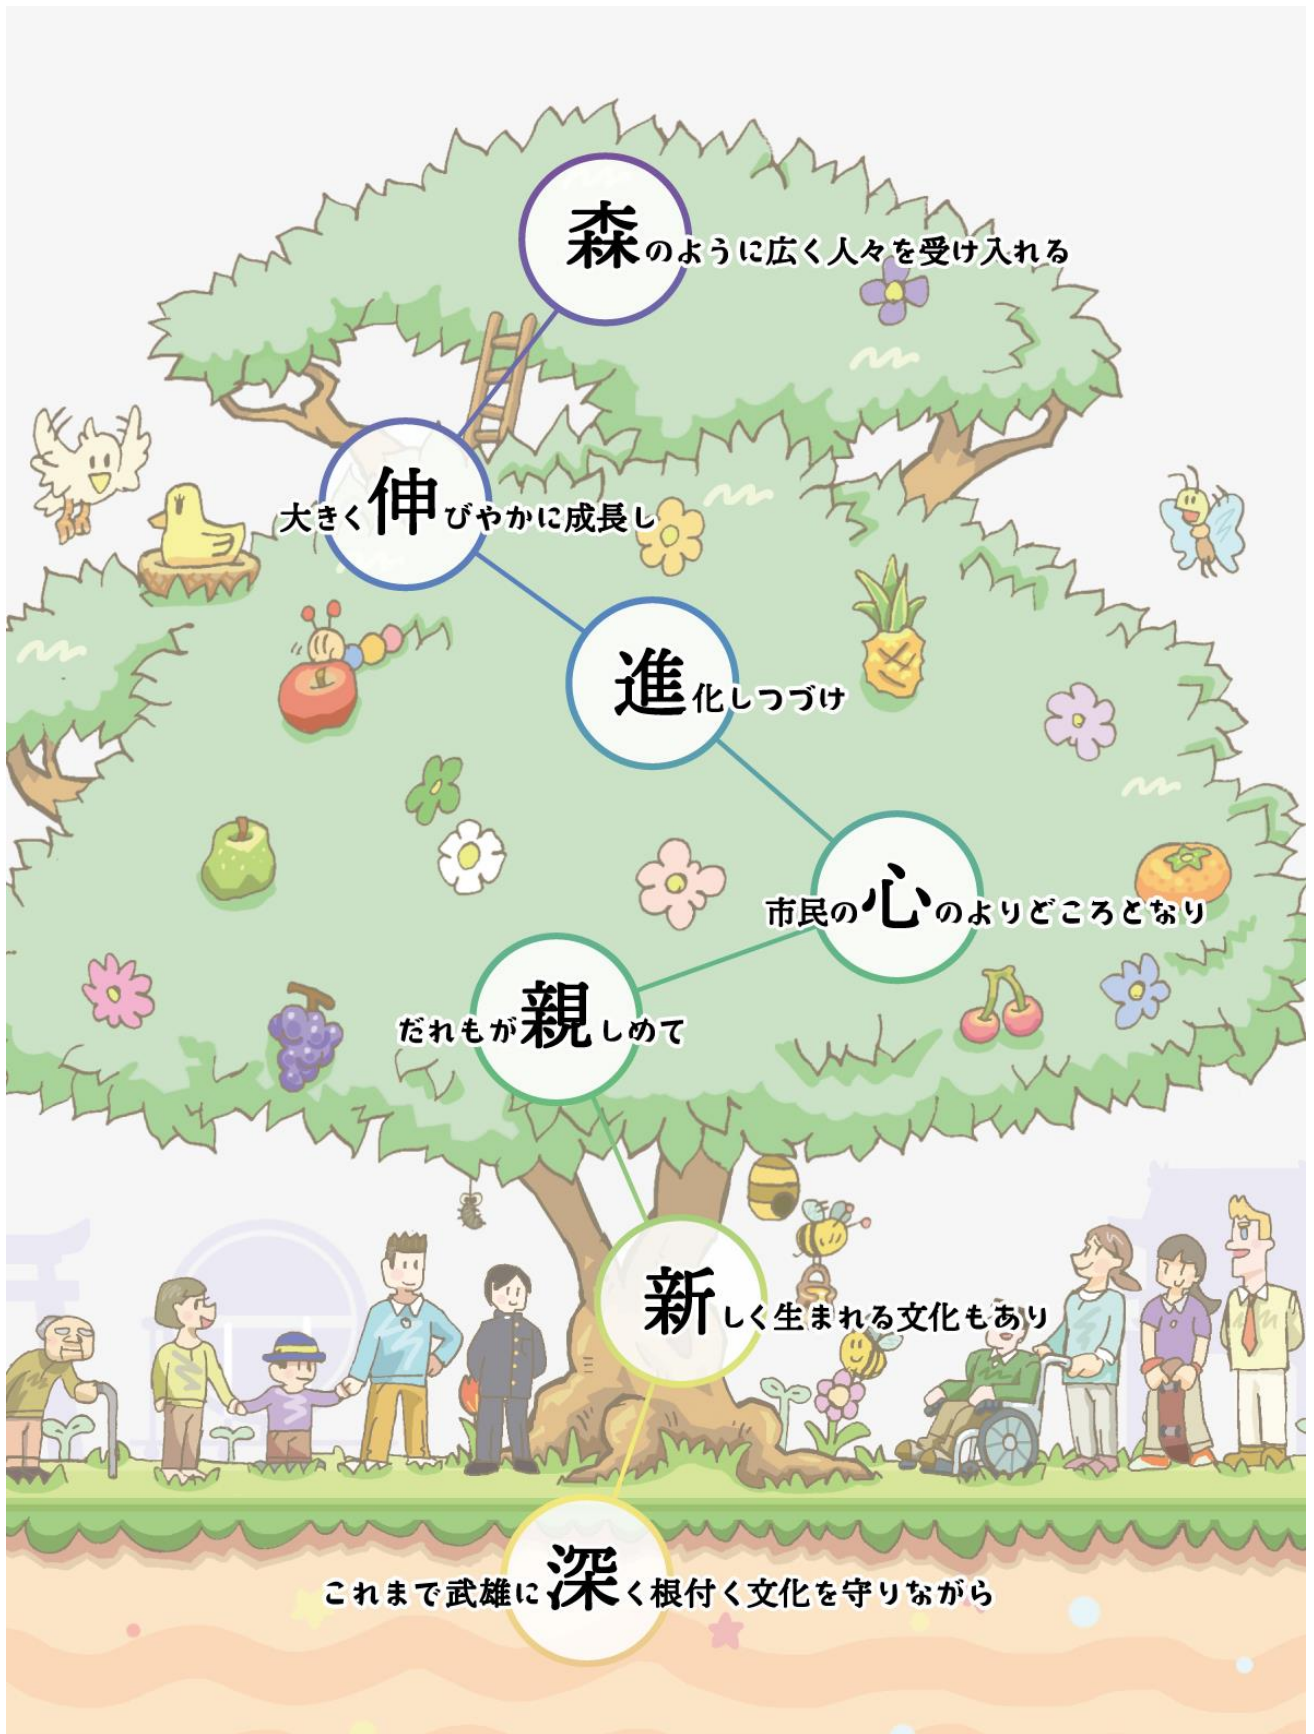 森のように広く人々を受け入れる
大きく伸びやかに成長し
進化しつづけ
市民の心のよりどころとなり
だれもが親しめて
新しく生まれる文化もあり
これまで武雄に深く根付く文化を守りながら